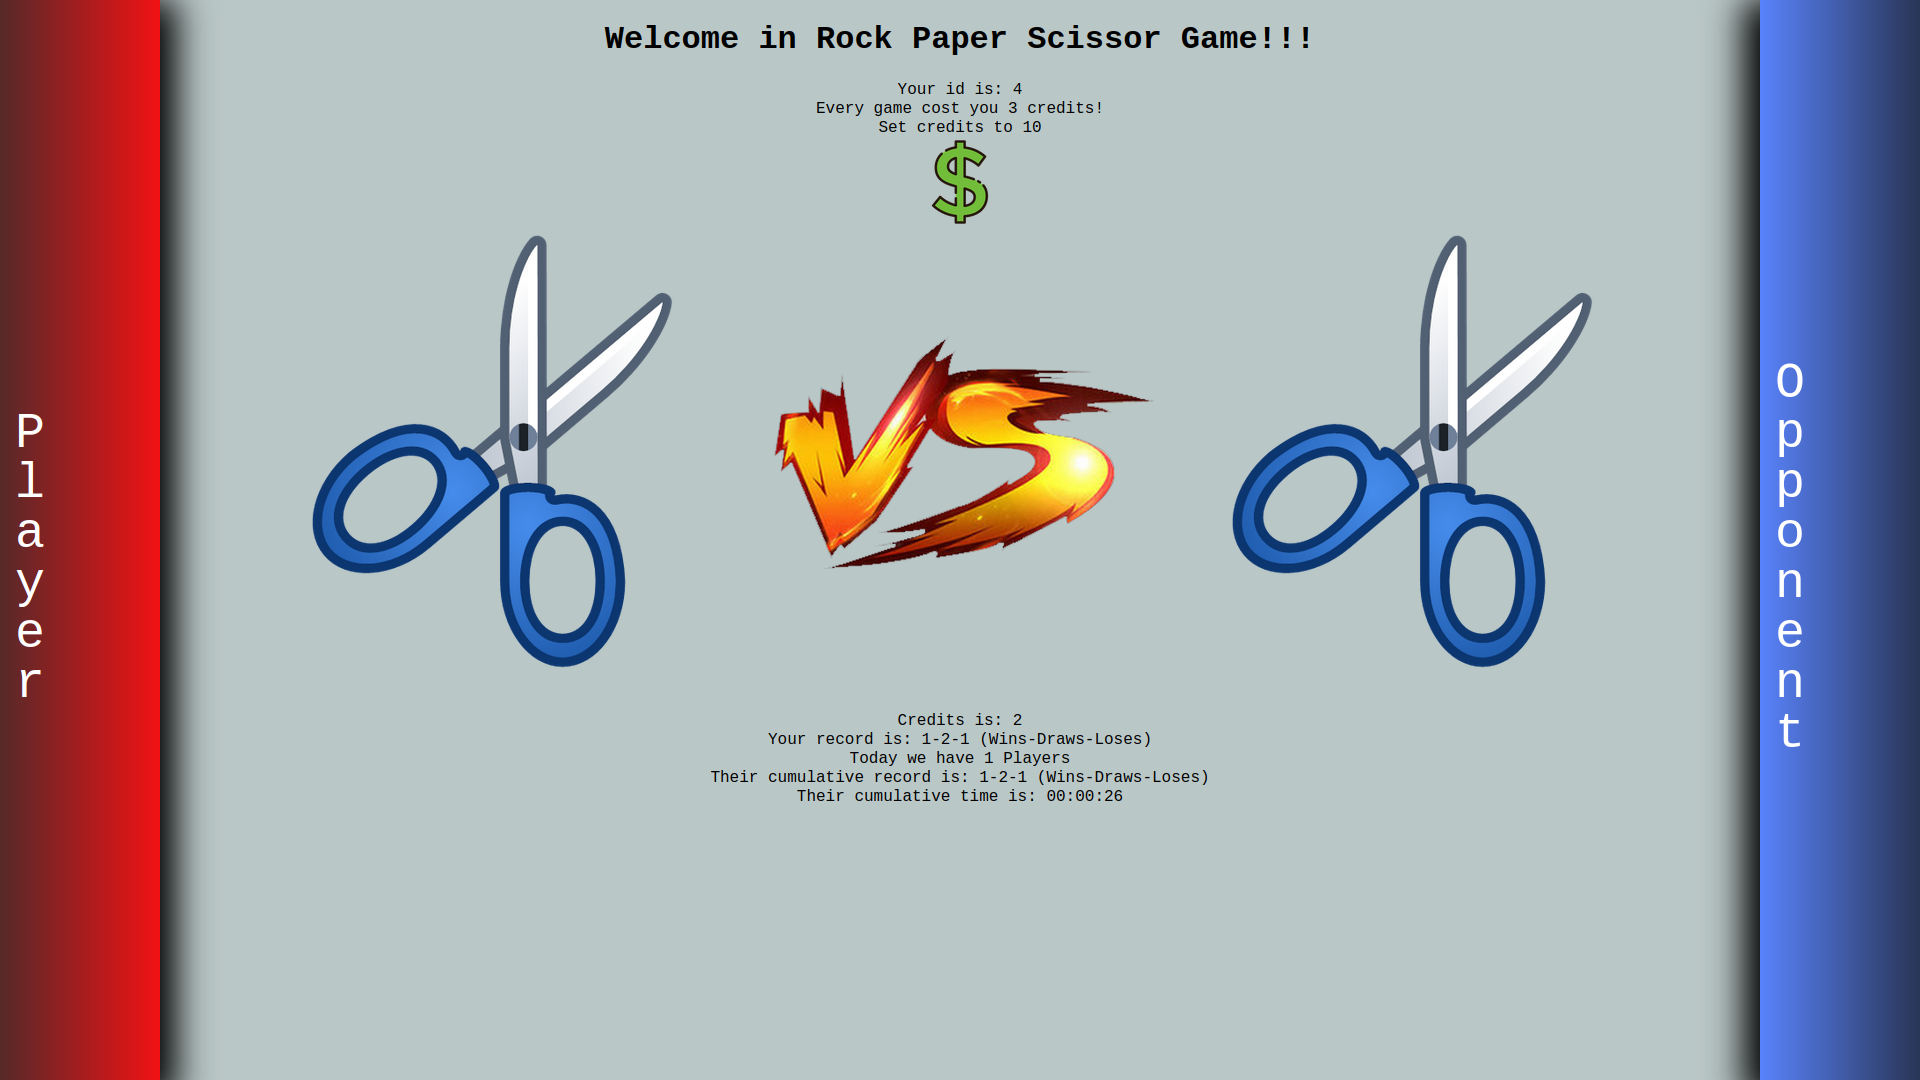 Welcome in Rock Paper Scissor Game!!!
Your id is: 4
Every game cost you 3 credits!
Set credits to 10
$
Player
VS
Opponent
Credits is: 2
Your record is: 1-2-1 (Wins-Draws-Loses)
Today we have 1 Players
Their cumulative record is: 1-2-1 (Wins-Draws-Loses)
Their cumulative time is: 00:00:26